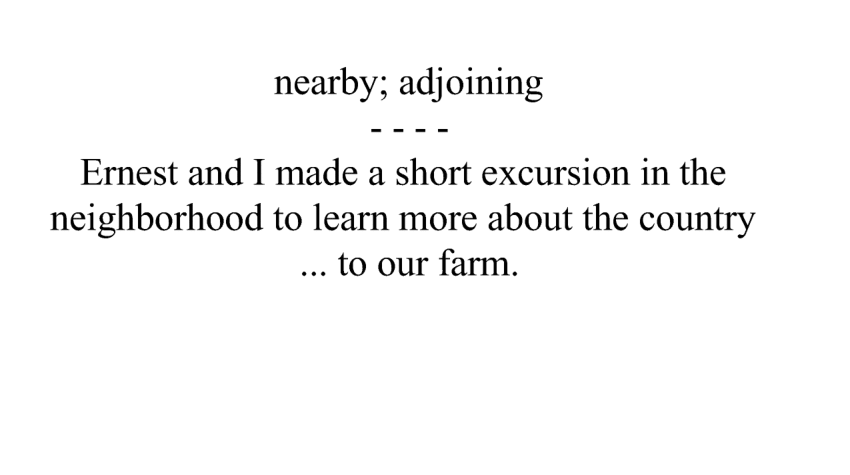 nearby; adjoining
- - - -
Ernest and I made a short excursion in the
neighborhood to learn more about the country
... to our farm.